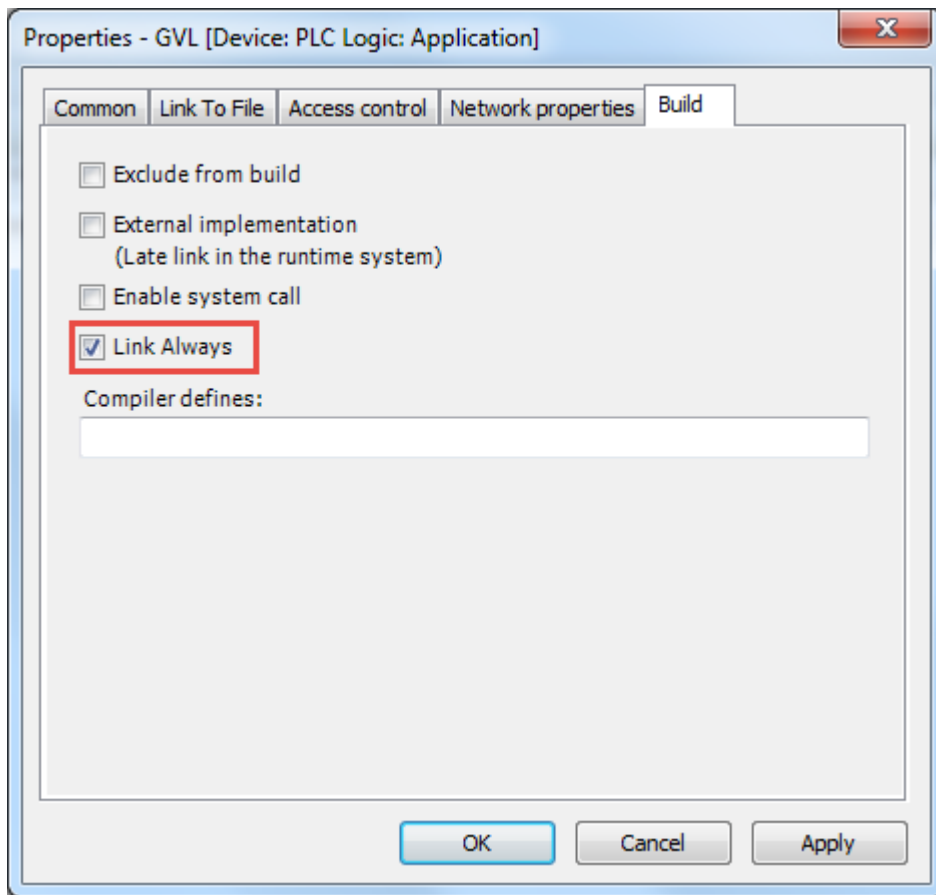 Properties - GVL [Device: PLC Logic: Application]
Common Link To File Access control Network properties Build
Exclude from build
External implementation
(Late link in the runtime system)
Enable system call
Link Always
Compiler defines:
OK Cancel Apply